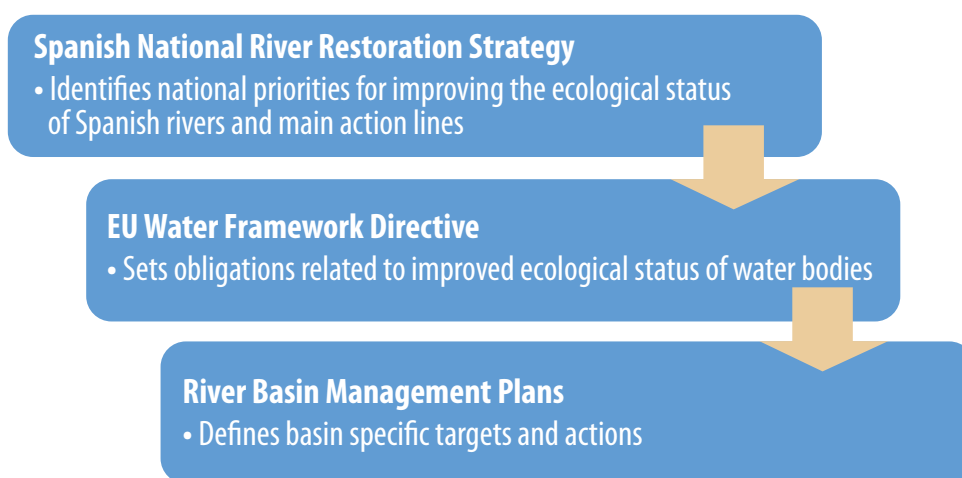 Spanish National River Restoration Strategy
• Identifies national priorities for improving the ecological status
of Spanish rivers and main action lines
EU Water Framework Directive
• Sets obligations related to improved ecological status of water bodies
River Basin Management Plans
• Defines basin specific targets and actions